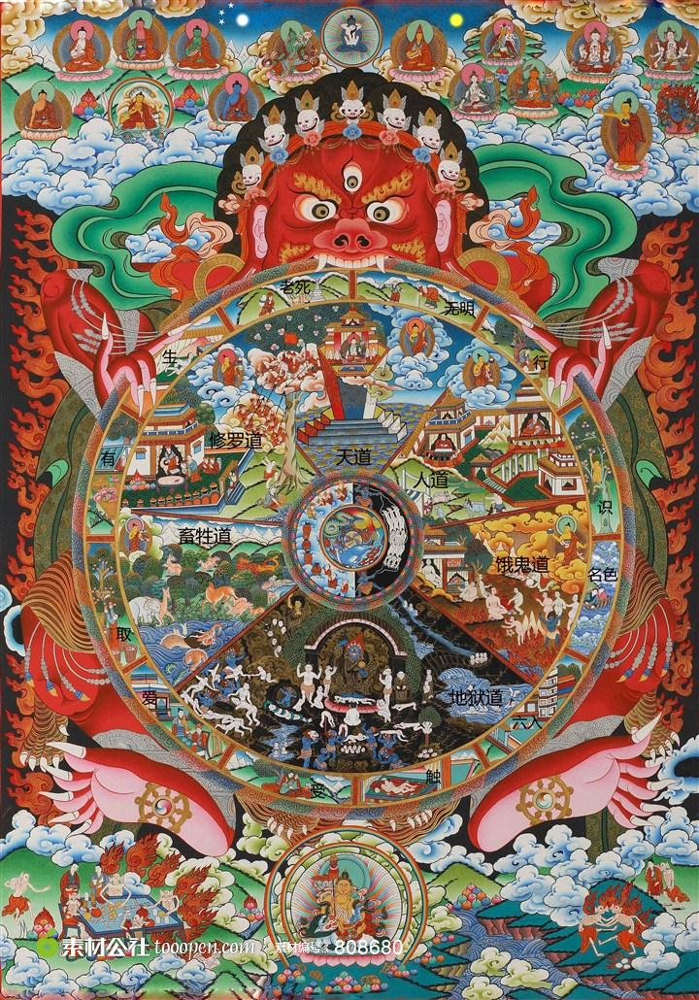 老死
无明
生
行
修罗道
有
天道
人道
识
畜牲道
饿鬼道
名色
取
爱
地狱道
六入
受
触
素材公社 tooopen.com 素材编号：808680